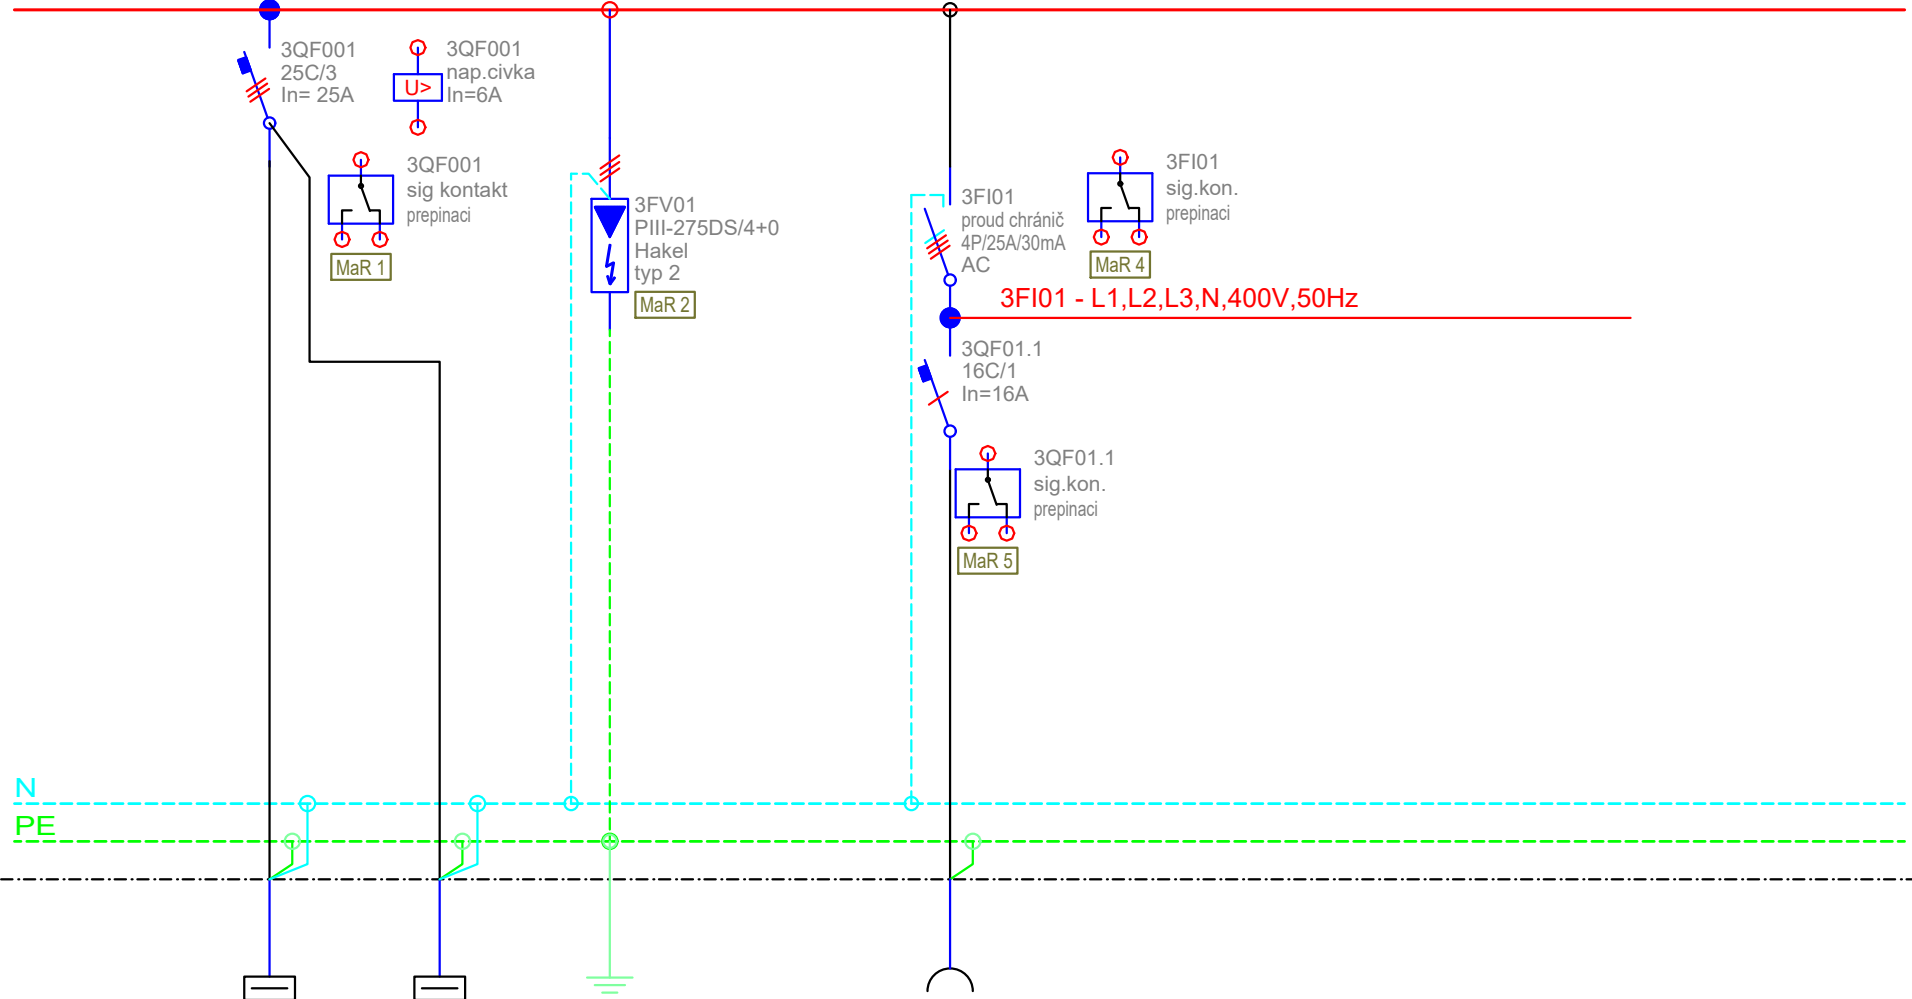 3QF001
25C/3
In= 25A
3QF001
nap.civka
In=6A
U>
3QF001
sig kontakt
prepinaci
MaR 1
3FV01
PIII-275DS/4+0
Hakel
typ 2
MaR 2
3FI01
proud chránič
4P/25A/30mA
AC
3FI01
sig.kon.
prepinaci
MaR 4
3FI01 - L1,L2,L3,N,400V,50Hz
3QF01.1
16C/1
In=16A
3QF01.1
sig.kon.
prepinaci
MaR 5
N
PE